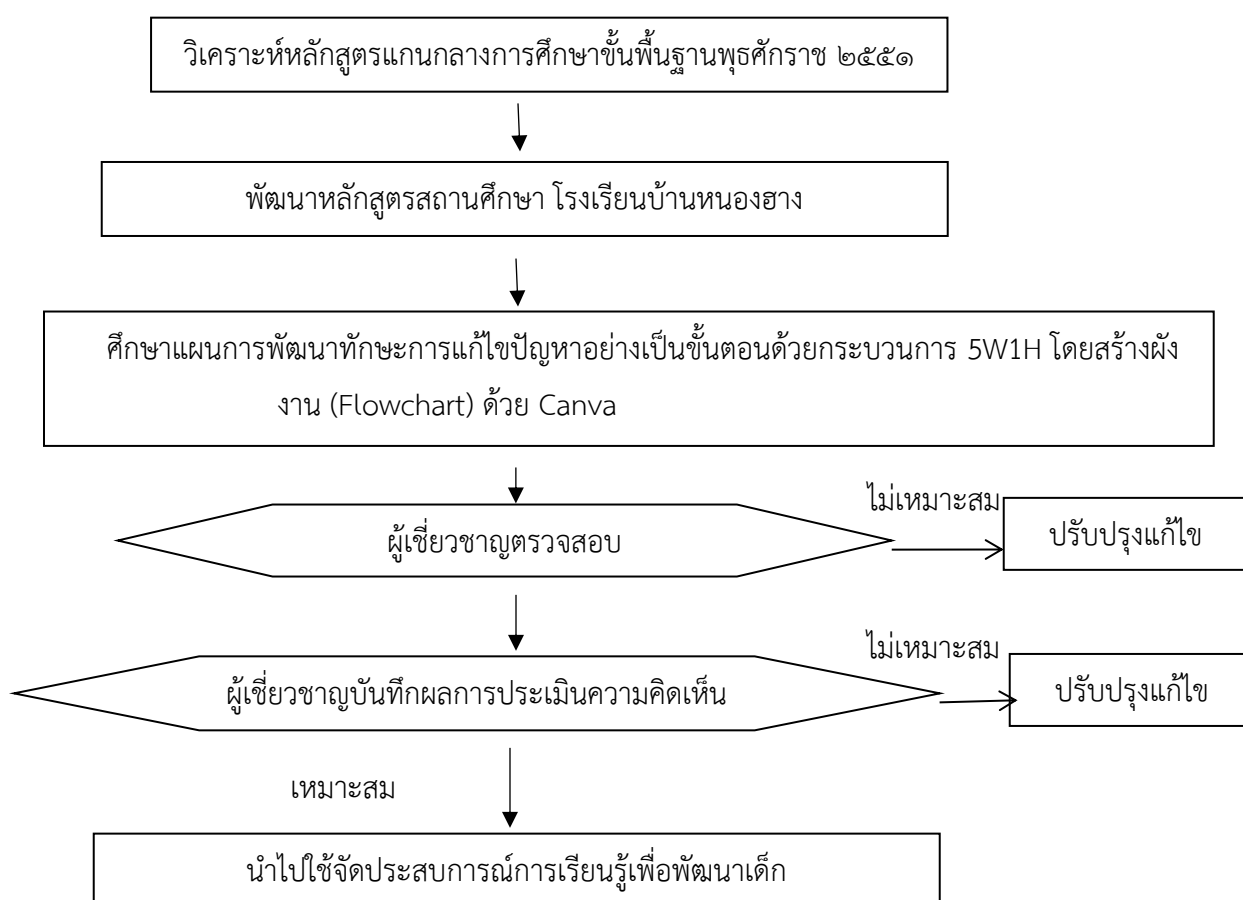 วิเคราะห์หลักสูตรแกนกลางการศึกษาขั้นพื้นฐานพุธศักราช ๒๕๕๑
พัฒนาหลักสูตรสถานศึกษา โรงเรียนบ้านหนองฮาง
ศึกษาแผนการพัฒนาทักษะการแก้ไขปัญหาอย่างเป็นขั้นตอนด้วยกระบวนการ 5W1H โดยสร้างผัง
งาน (Flowchart) ด้วย Canva
ไม่เหมาะสม
ผู้เชี่ยวชาญตรวจสอบ
ปรับปรุงแก้ไข
ไม่เหมาะสม
ผู้เชี่ยวชาญบันทึกผลการประเมินความคิดเห็น
ปรับปรุงแก้ไข
เหมาะสม
นำไปใช้จัดประสบการณ์การเรียนรู้เพื่อพัฒนาเด็ก